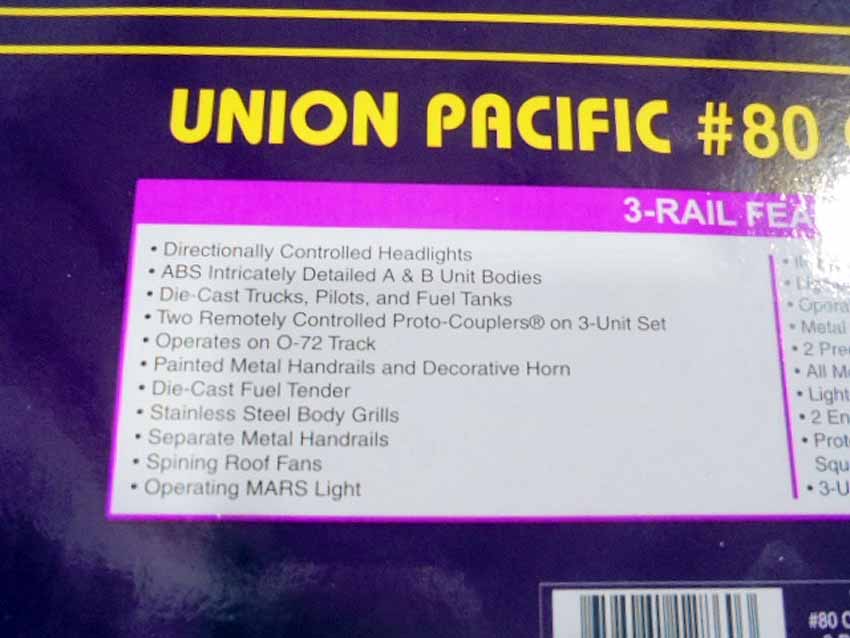 UNION PACIFIC #80
3-RAIL FEA
• Directionally Controlled Headlights
• ABS Intricately Detailed A & B Unit Bodies
• Die-Cast Trucks, Pilots, and Fuel Tanks
• Two Remotely Controlled Proto-Couplers® on 3-Unit Set
• Operates on O-72 Track
• Painted Metal Handrails and Decorative Horn
• Die-Cast Fuel Tender
• Stainless Steel Body Grills
• Separate Metal Handrails
• Spining Roof Fans
• Operating MARS Light
• Opera
• Metal
• 2 Pre
• All M
• Light
• 2 En
• Prot
Squ
• 3-U
#80